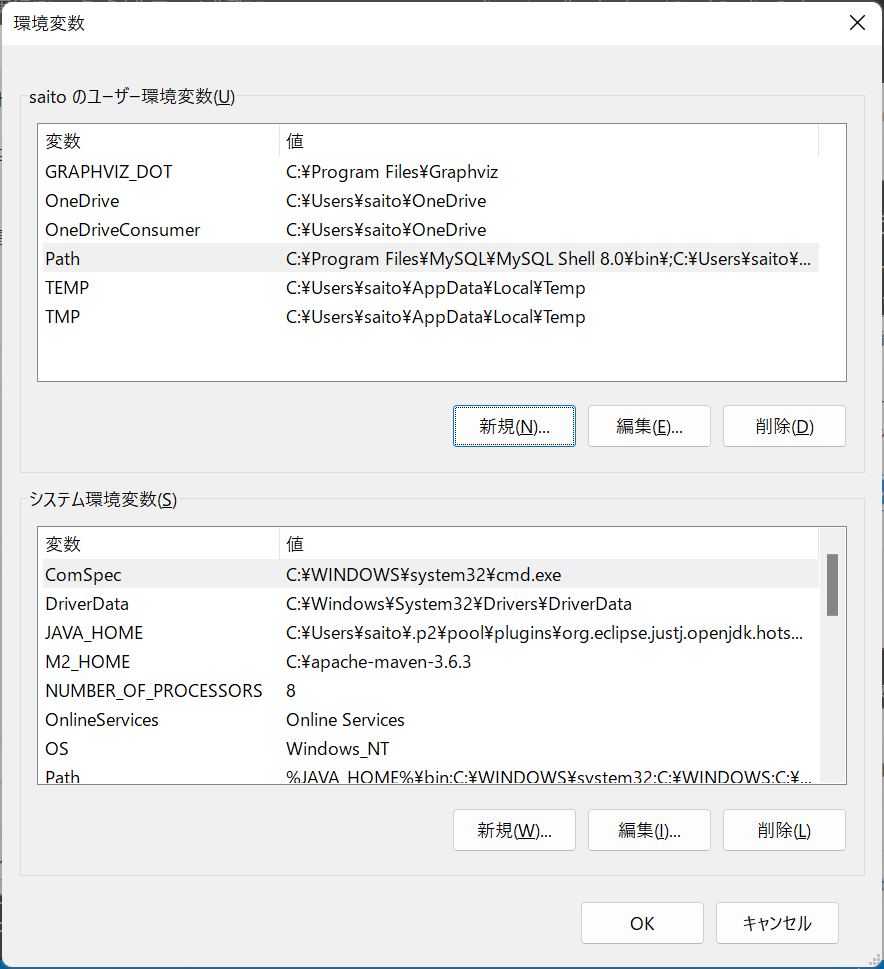 環境変数
saito のユーザー環境変数(U)
変数 値
GRAPHVIZ_DOT C:¥Program Files¥Graphviz
OneDrive C:¥Users¥saito¥OneDrive
OneDriveConsumer C:¥Users¥saito¥OneDrive
Path C:¥Program Files¥MySQL¥MySQL Shell 8.0¥bin¥;C:¥Users¥saito¥...
TEMP C:¥Users¥saito¥AppData¥Local¥Temp
TMP C:¥Users¥saito¥AppData¥Local¥Temp
新規(N)... 編集(E)... 削除(D)
システム環境変数(S)
変数 値
ComSpec C:¥WINDOWS¥system32¥cmd.exe
DriverData C:¥Windows¥System32¥Drivers¥DriverData
JAVA_HOME C:¥Users¥saito¥.p2¥pool¥plugins¥org.eclipse.justj.openjdk.hots...
M2_HOME C:¥apache-maven-3.6.3
NUMBER_OF_PROCESSORS 8
OnlineServices Online Services
OS Windows_NT
Path %JAVA_HOME%¥bin;C:¥WINDOWS¥system32;C:¥WINDOWS;C:¥...
新規(W)... 編集(I)... 削除(L)
OK キャンセル